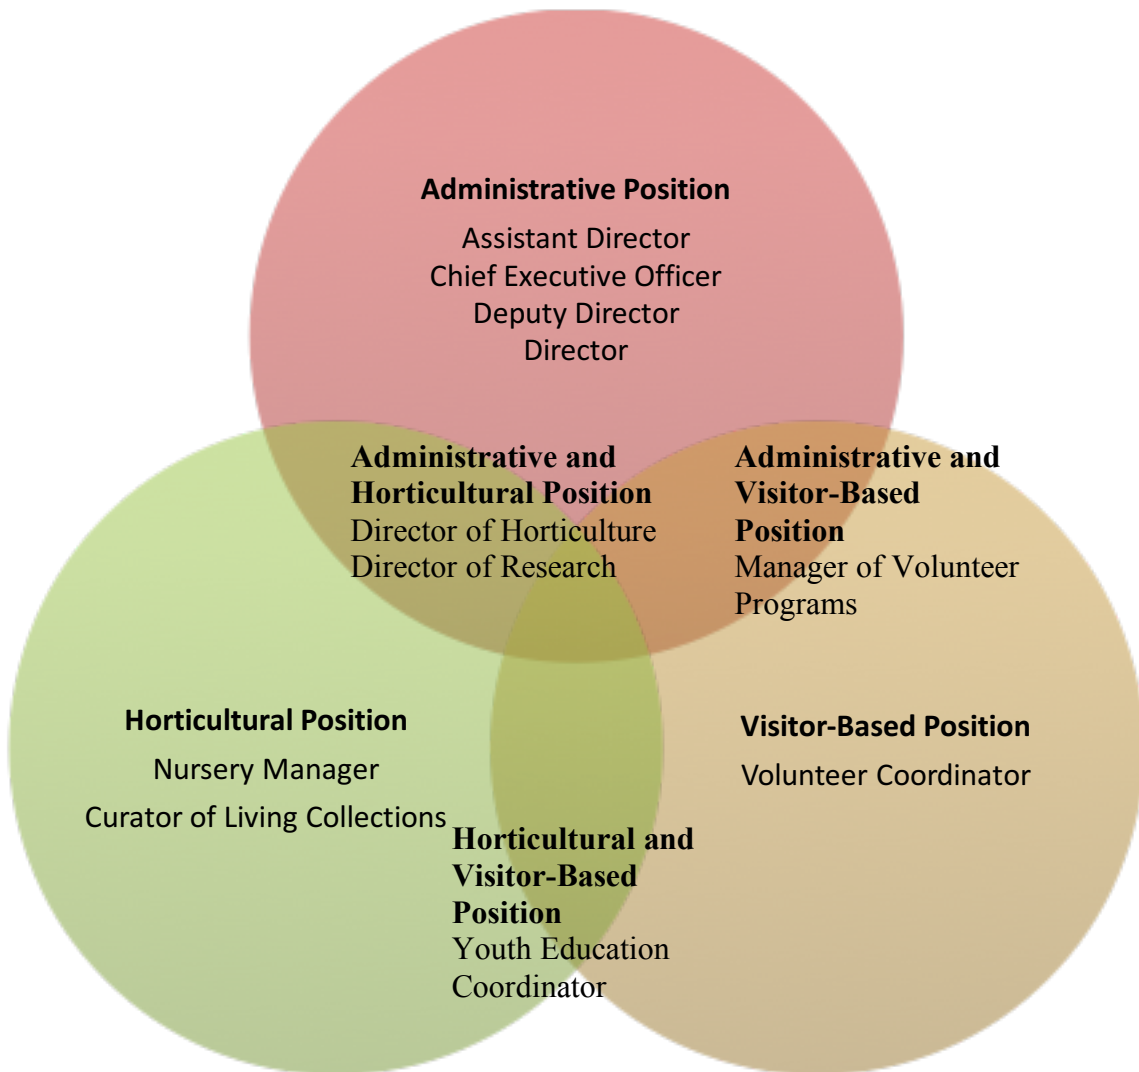 Administrative Position
Assistant Director
Chief Executive Officer
Deputy Director
Director
Administrative and
Horticultural Position
Director of Horticulture
Director of Research
Administrative and
Visitor-Based
Position
Manager of Volunteer
Programs
Horticultural Position
Nursery Manager
Curator of Living Collections
Visitor-Based Position
Volunteer Coordinator
Horticultural and
Visitor-Based
Position
Youth Education
Coordinator